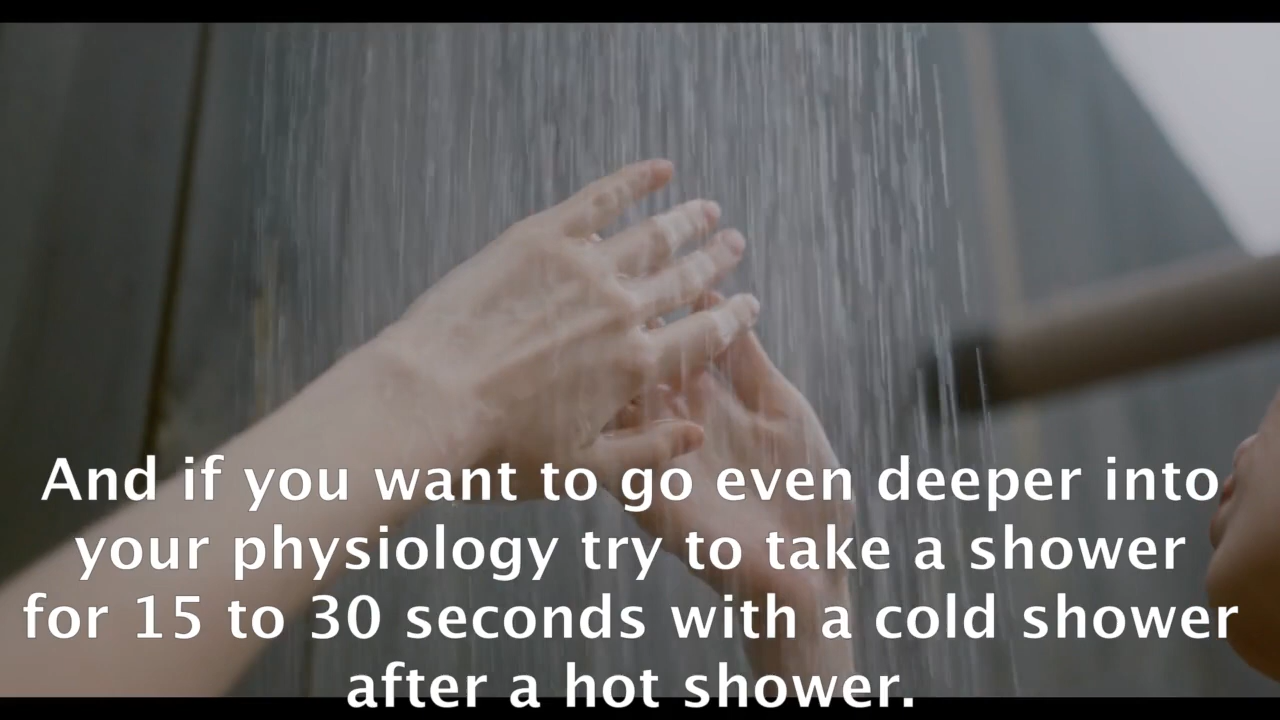 And if you want to go even deeper into
your physiology try to take a shower
for 15 to 30 seconds with a cold shower
after a hot shower.